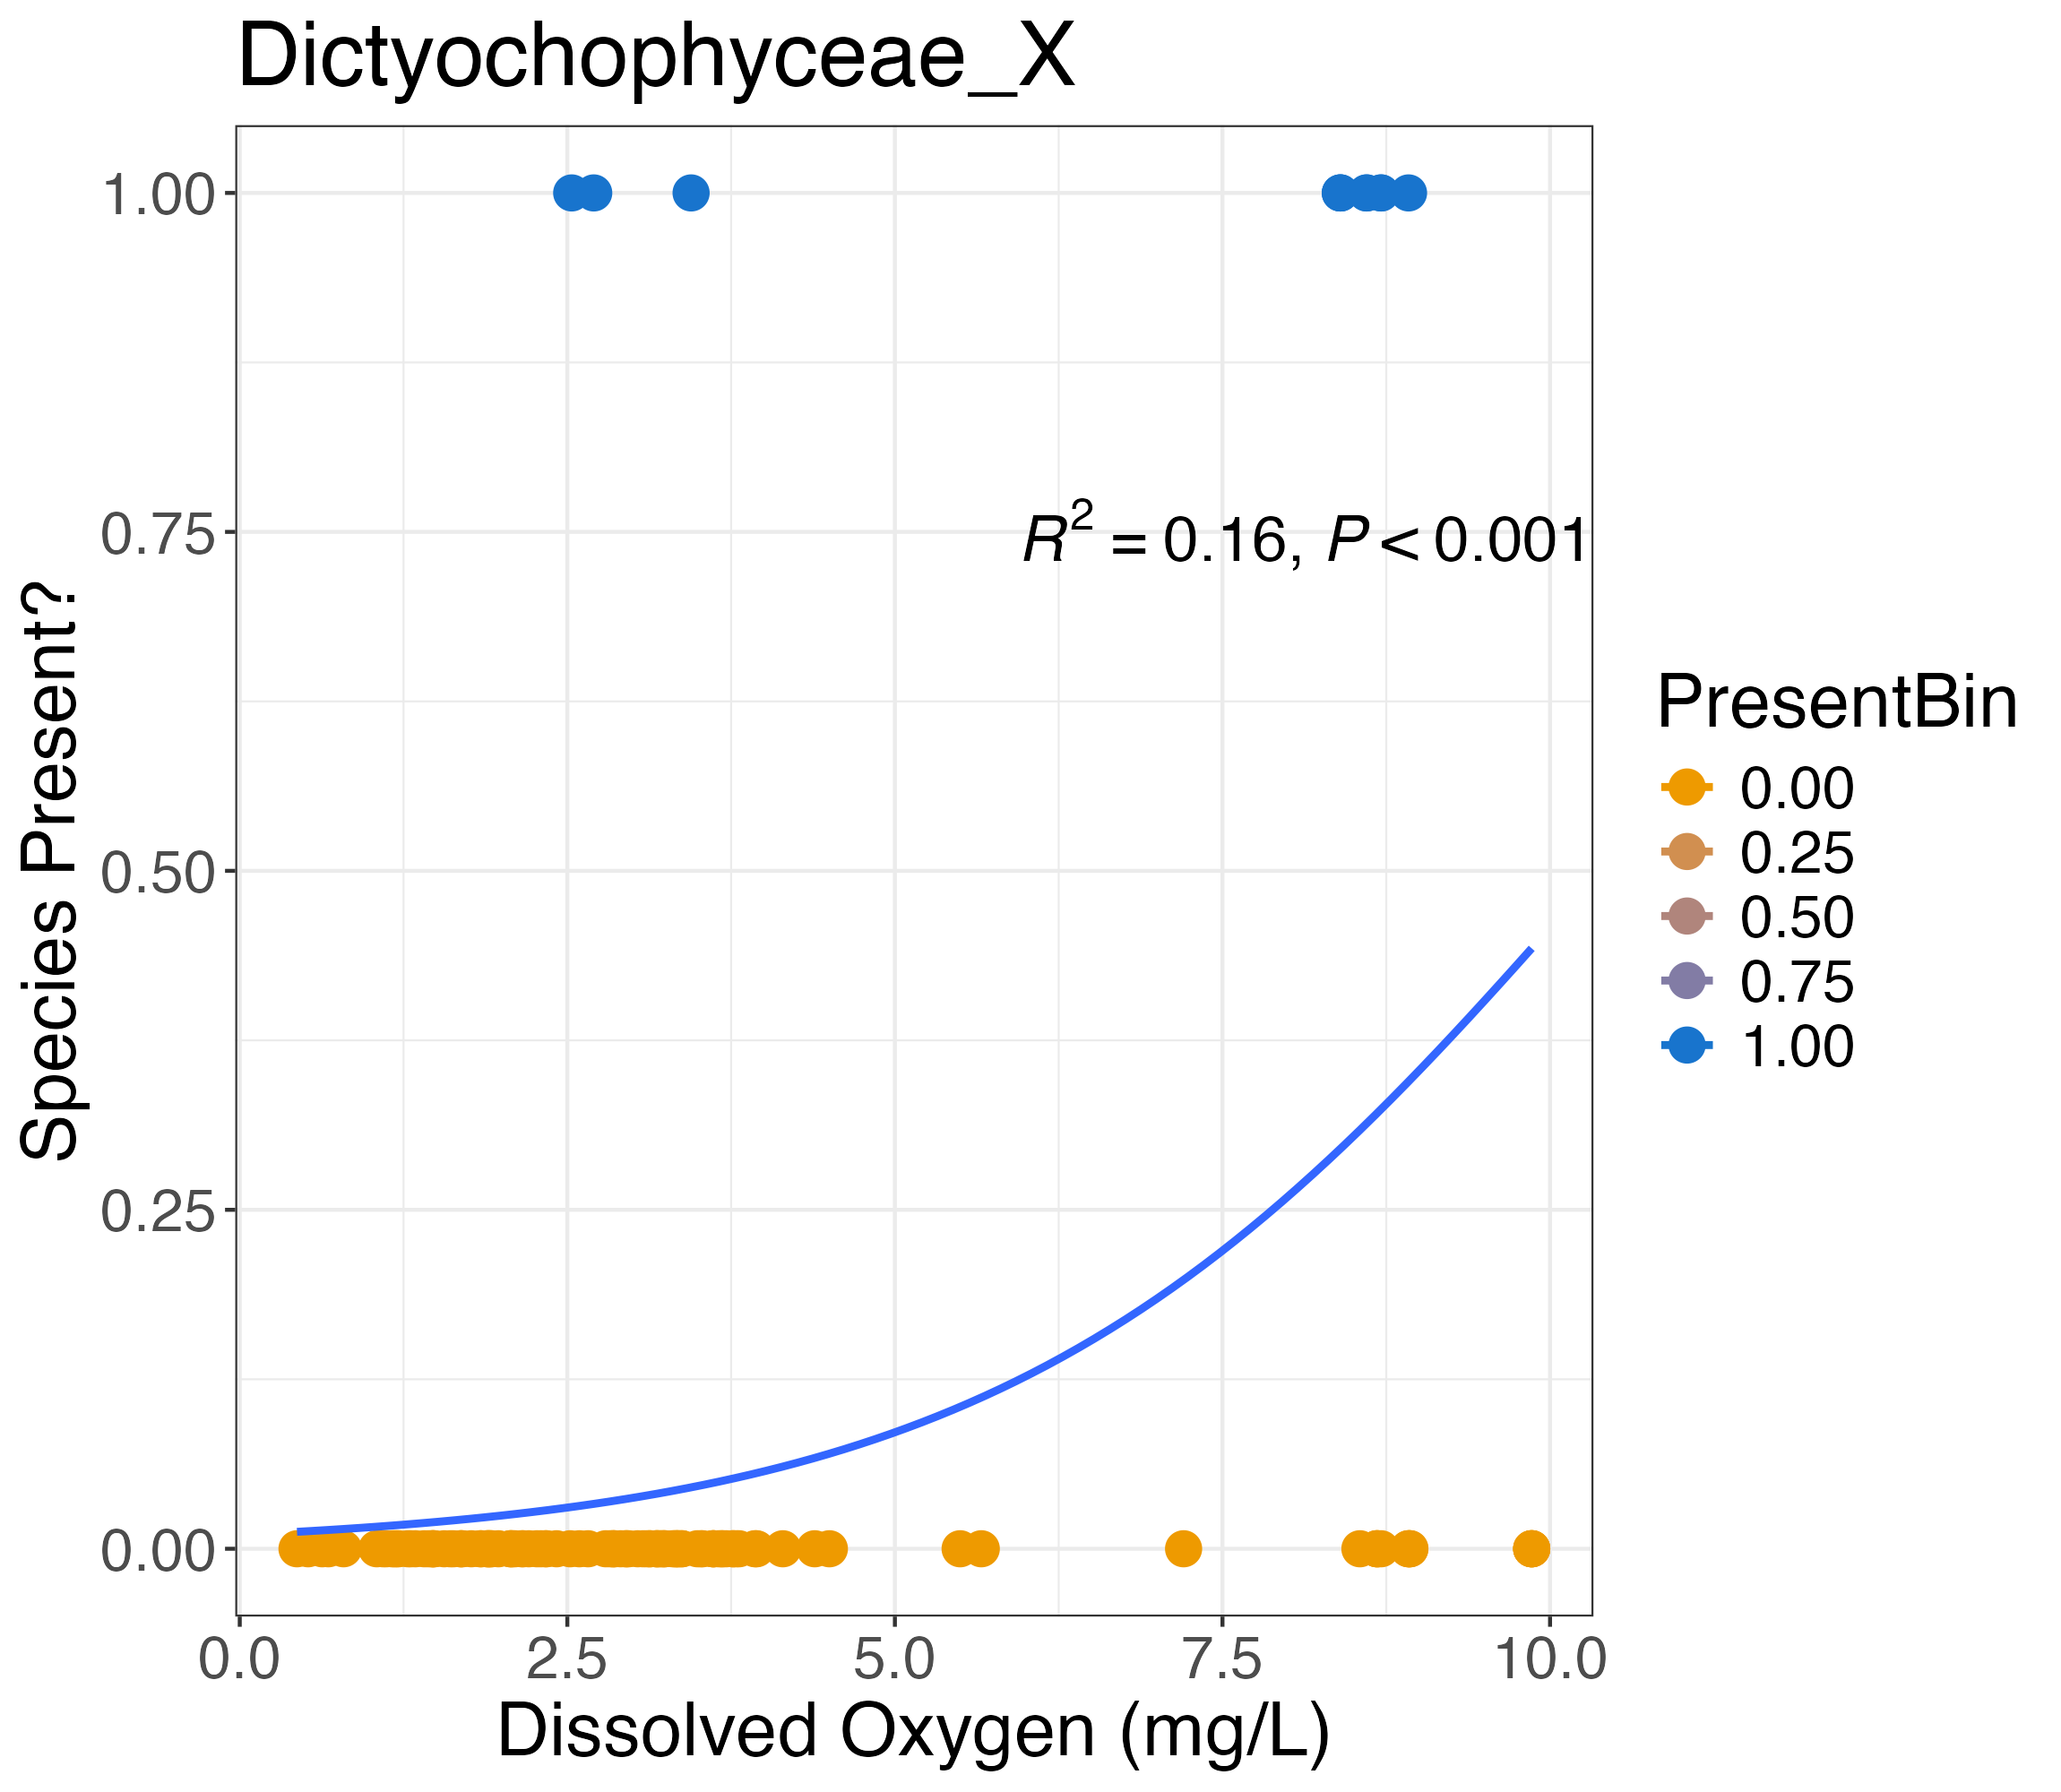 Dictyochophyceae_X
1.00
0.75
0.50
0.25
0.00
Species Present?
R² = 0.16, P < 0.001
0.0 2.5 5.0 7.5 10.0
Dissolved Oxygen (mg/L)
PresentBin
0.00
0.25
0.50
0.75
1.00